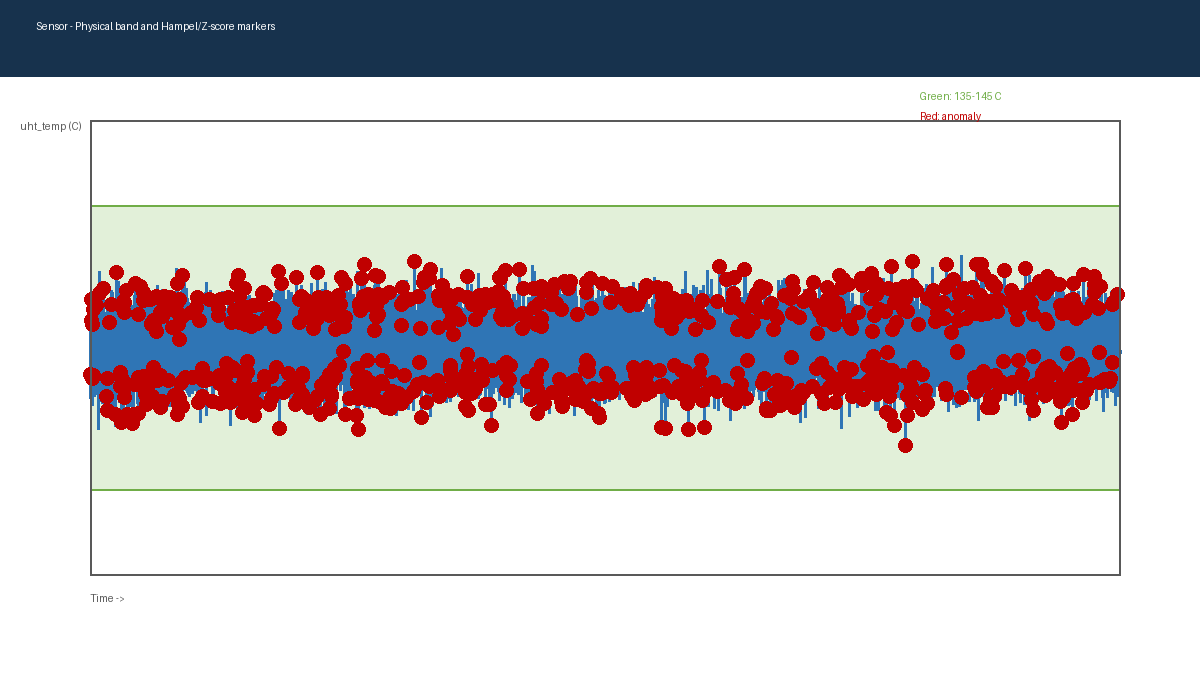 Sensor - Physical band and Hampel/Z-score markers
Green: 135-145 C
Red: anomaly
uht_temp (C)
Time ->